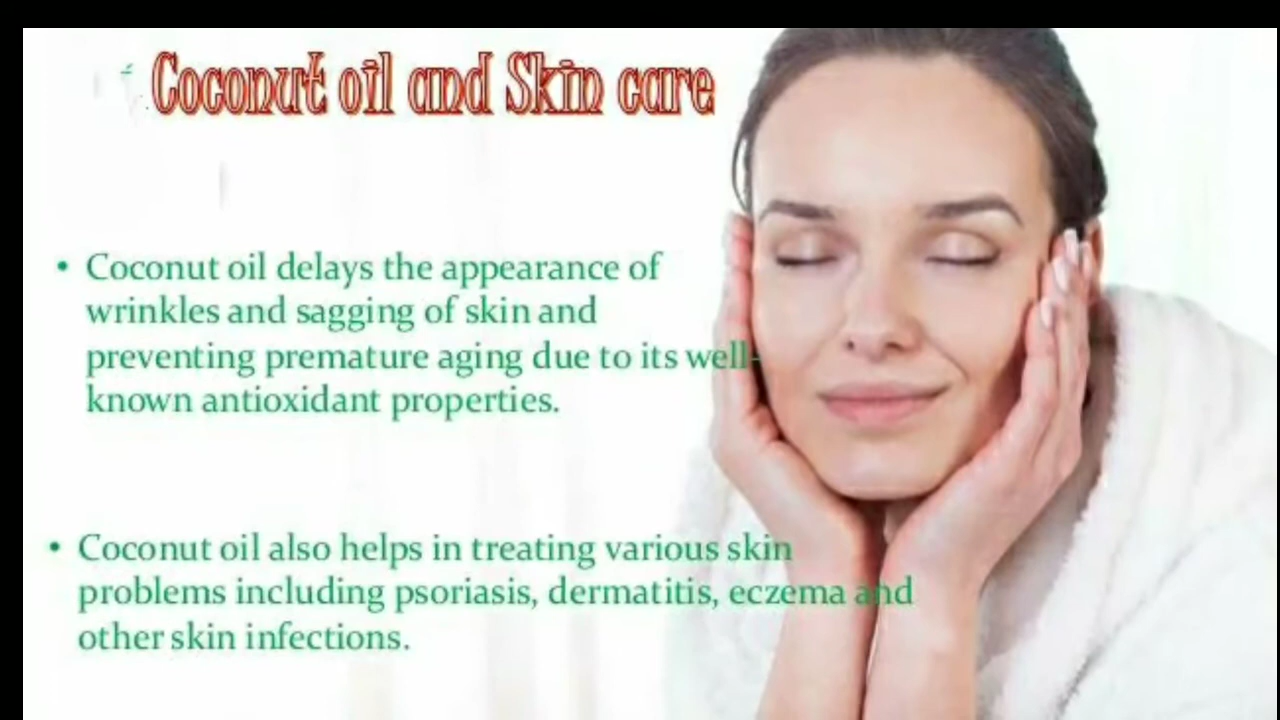 Coconut oil and Skin care
• Coconut oil delays the appearance of
wrinkles and sagging of skin and
preventing premature aging due to its well-
known antioxidant properties.
• Coconut oil also helps in treating various skin
problems including psoriasis, dermatitis, eczema and
other skin infections.